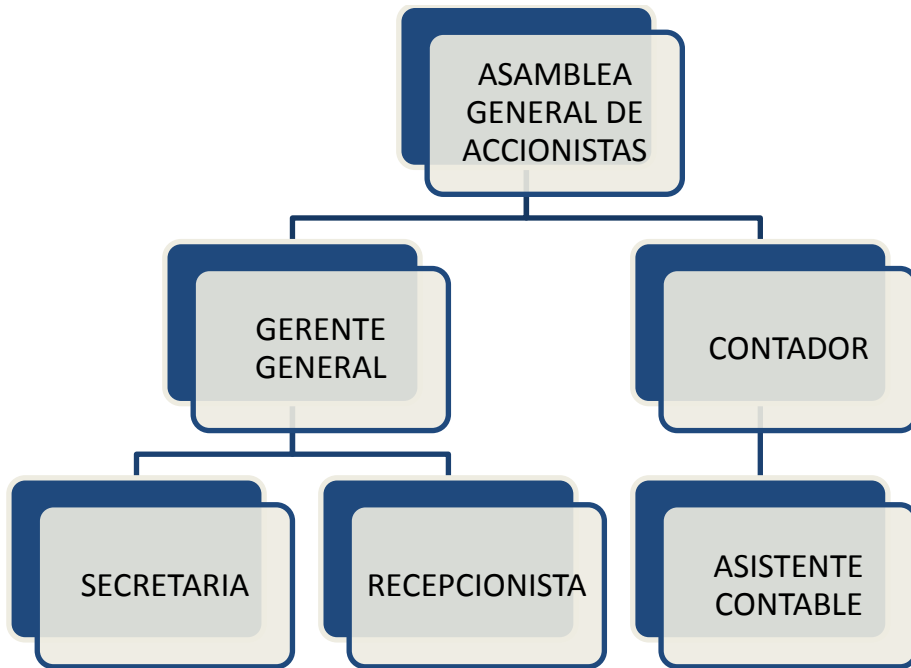 ASAMBLEA
GENERAL DE
ACCIONISTAS
GERENTE
GENERAL
CONTADOR
SECRETARIA
RECEPCIONISTA
ASISTENTE
CONTABLE